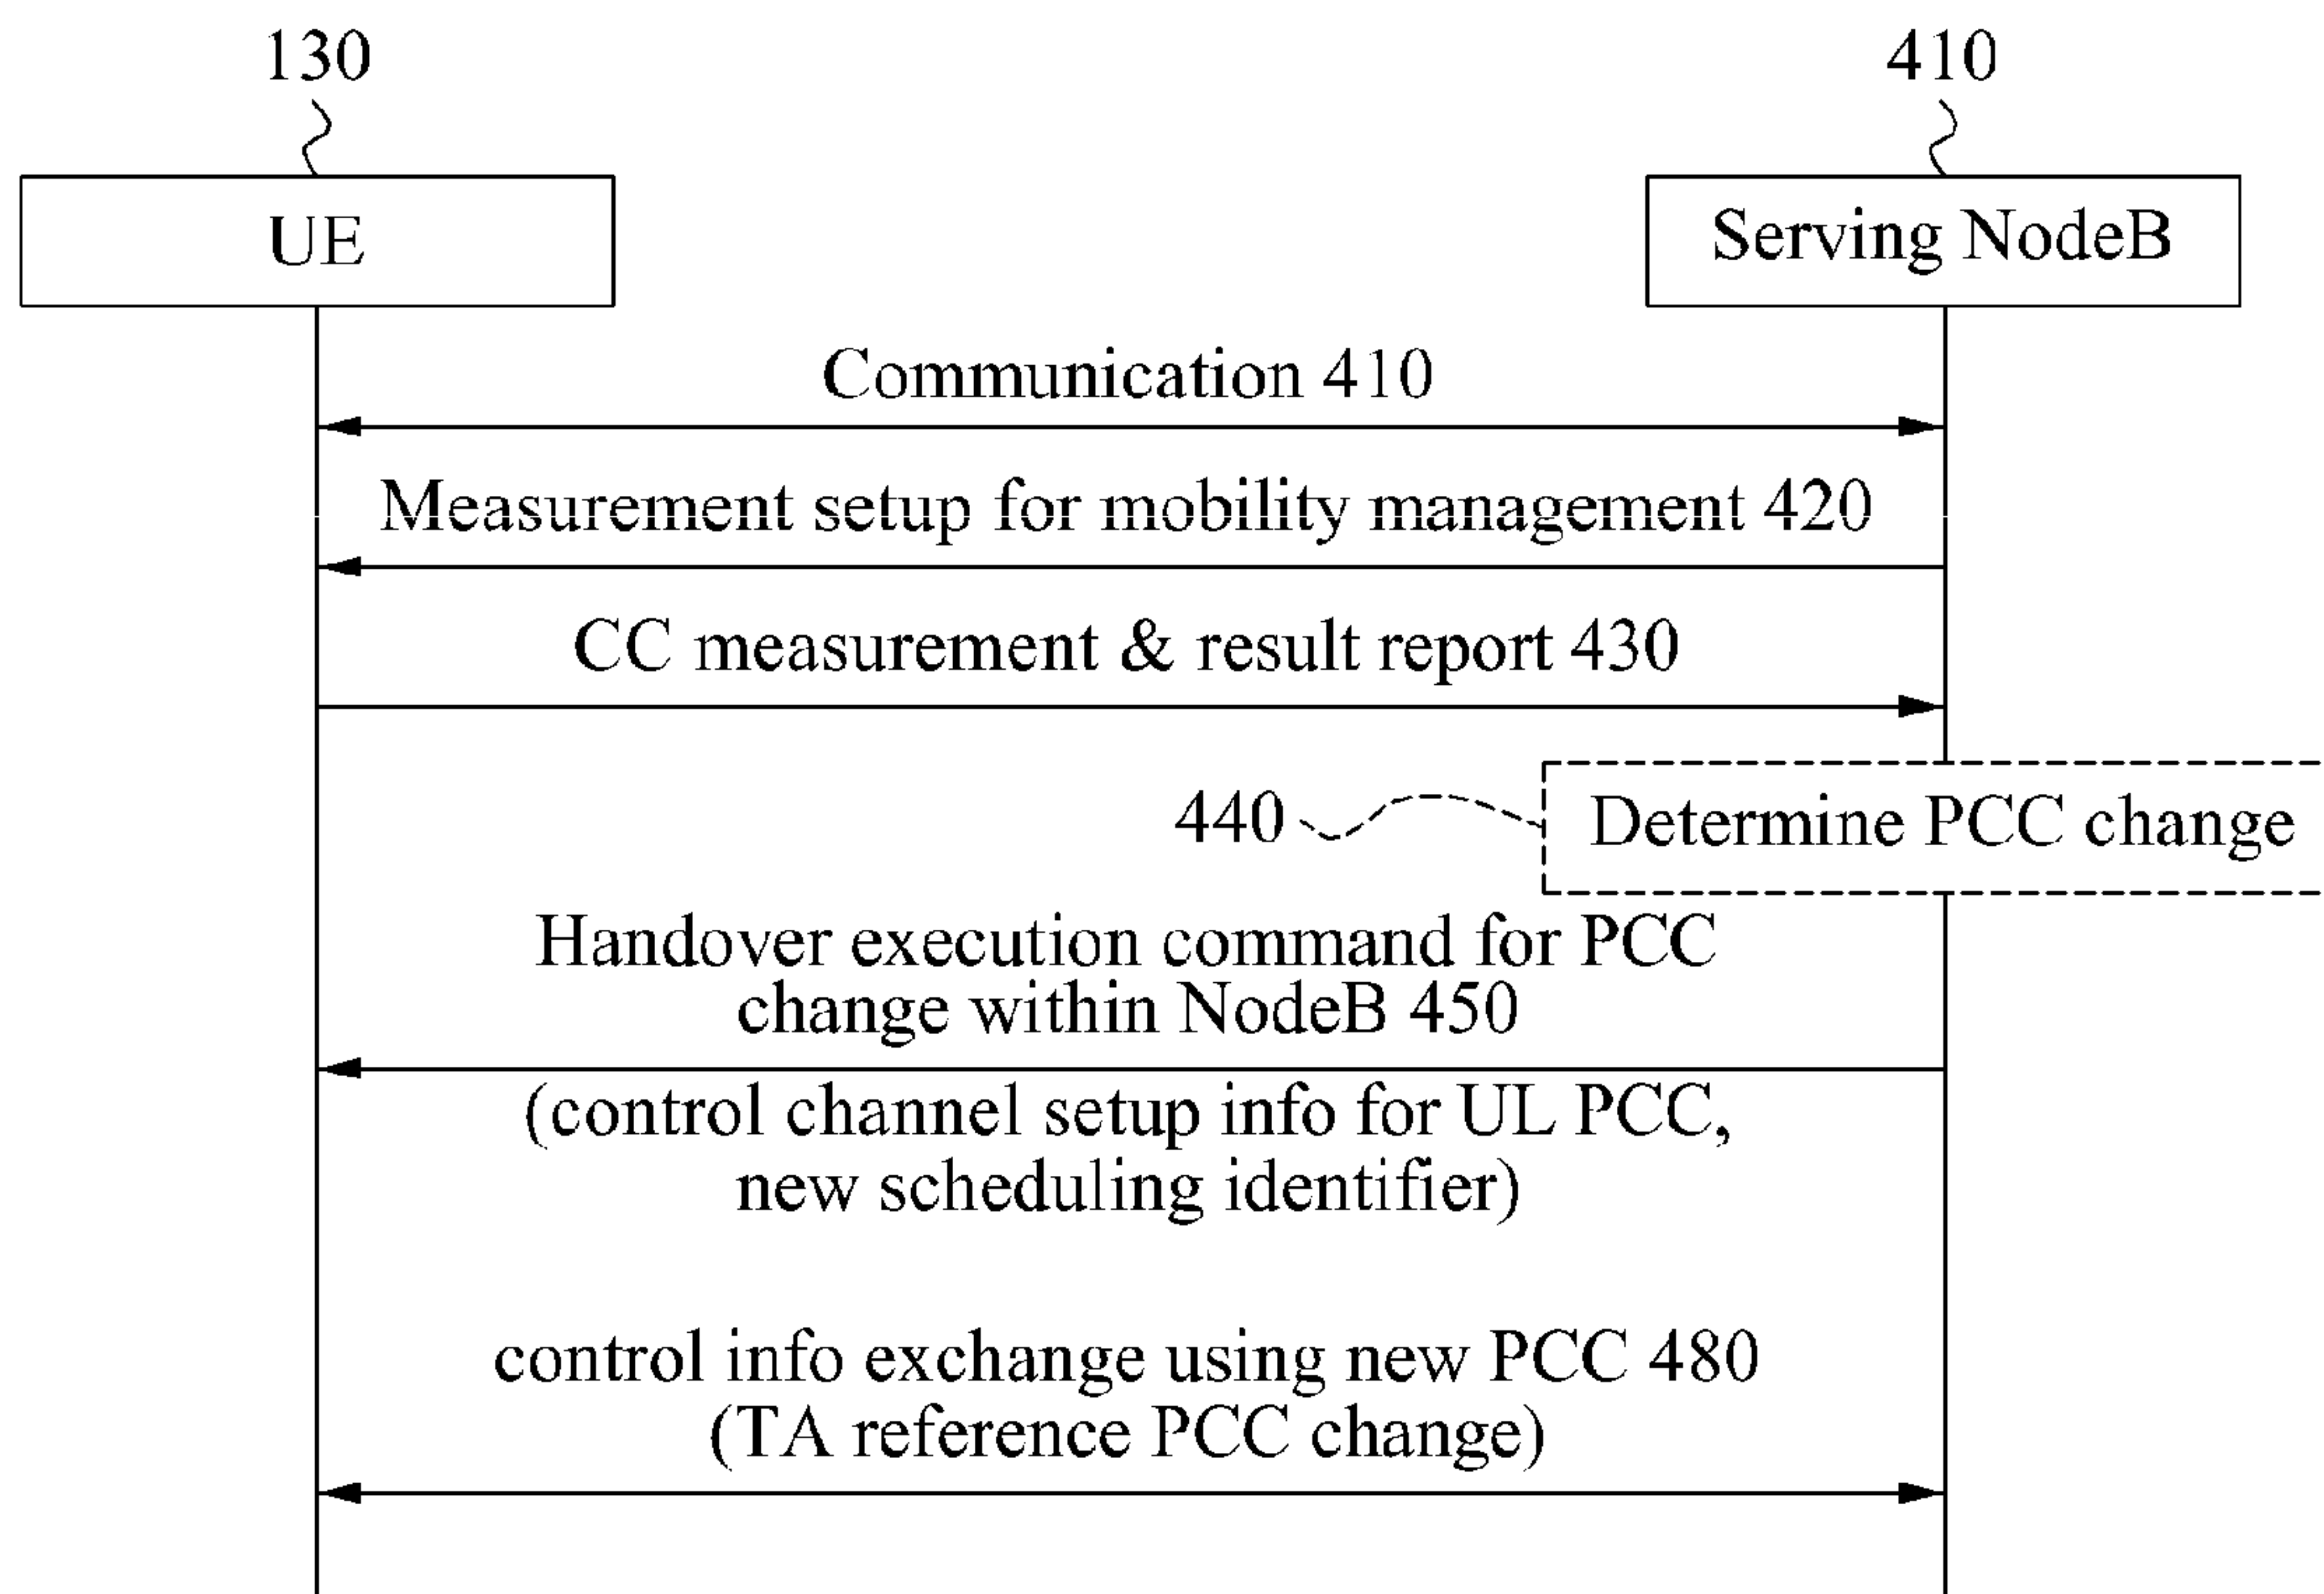 130
410
UE
Serving NodeB
Communication 410
Measurement setup for mobility management 420
CC measurement & result report 430
440
Determine PCC change
Handover execution command for PCC
change within NodeB 450
(control channel setup info for UL PCC,
new scheduling identifier)
control info exchange using new PCC 480
(TA reference PCC change)